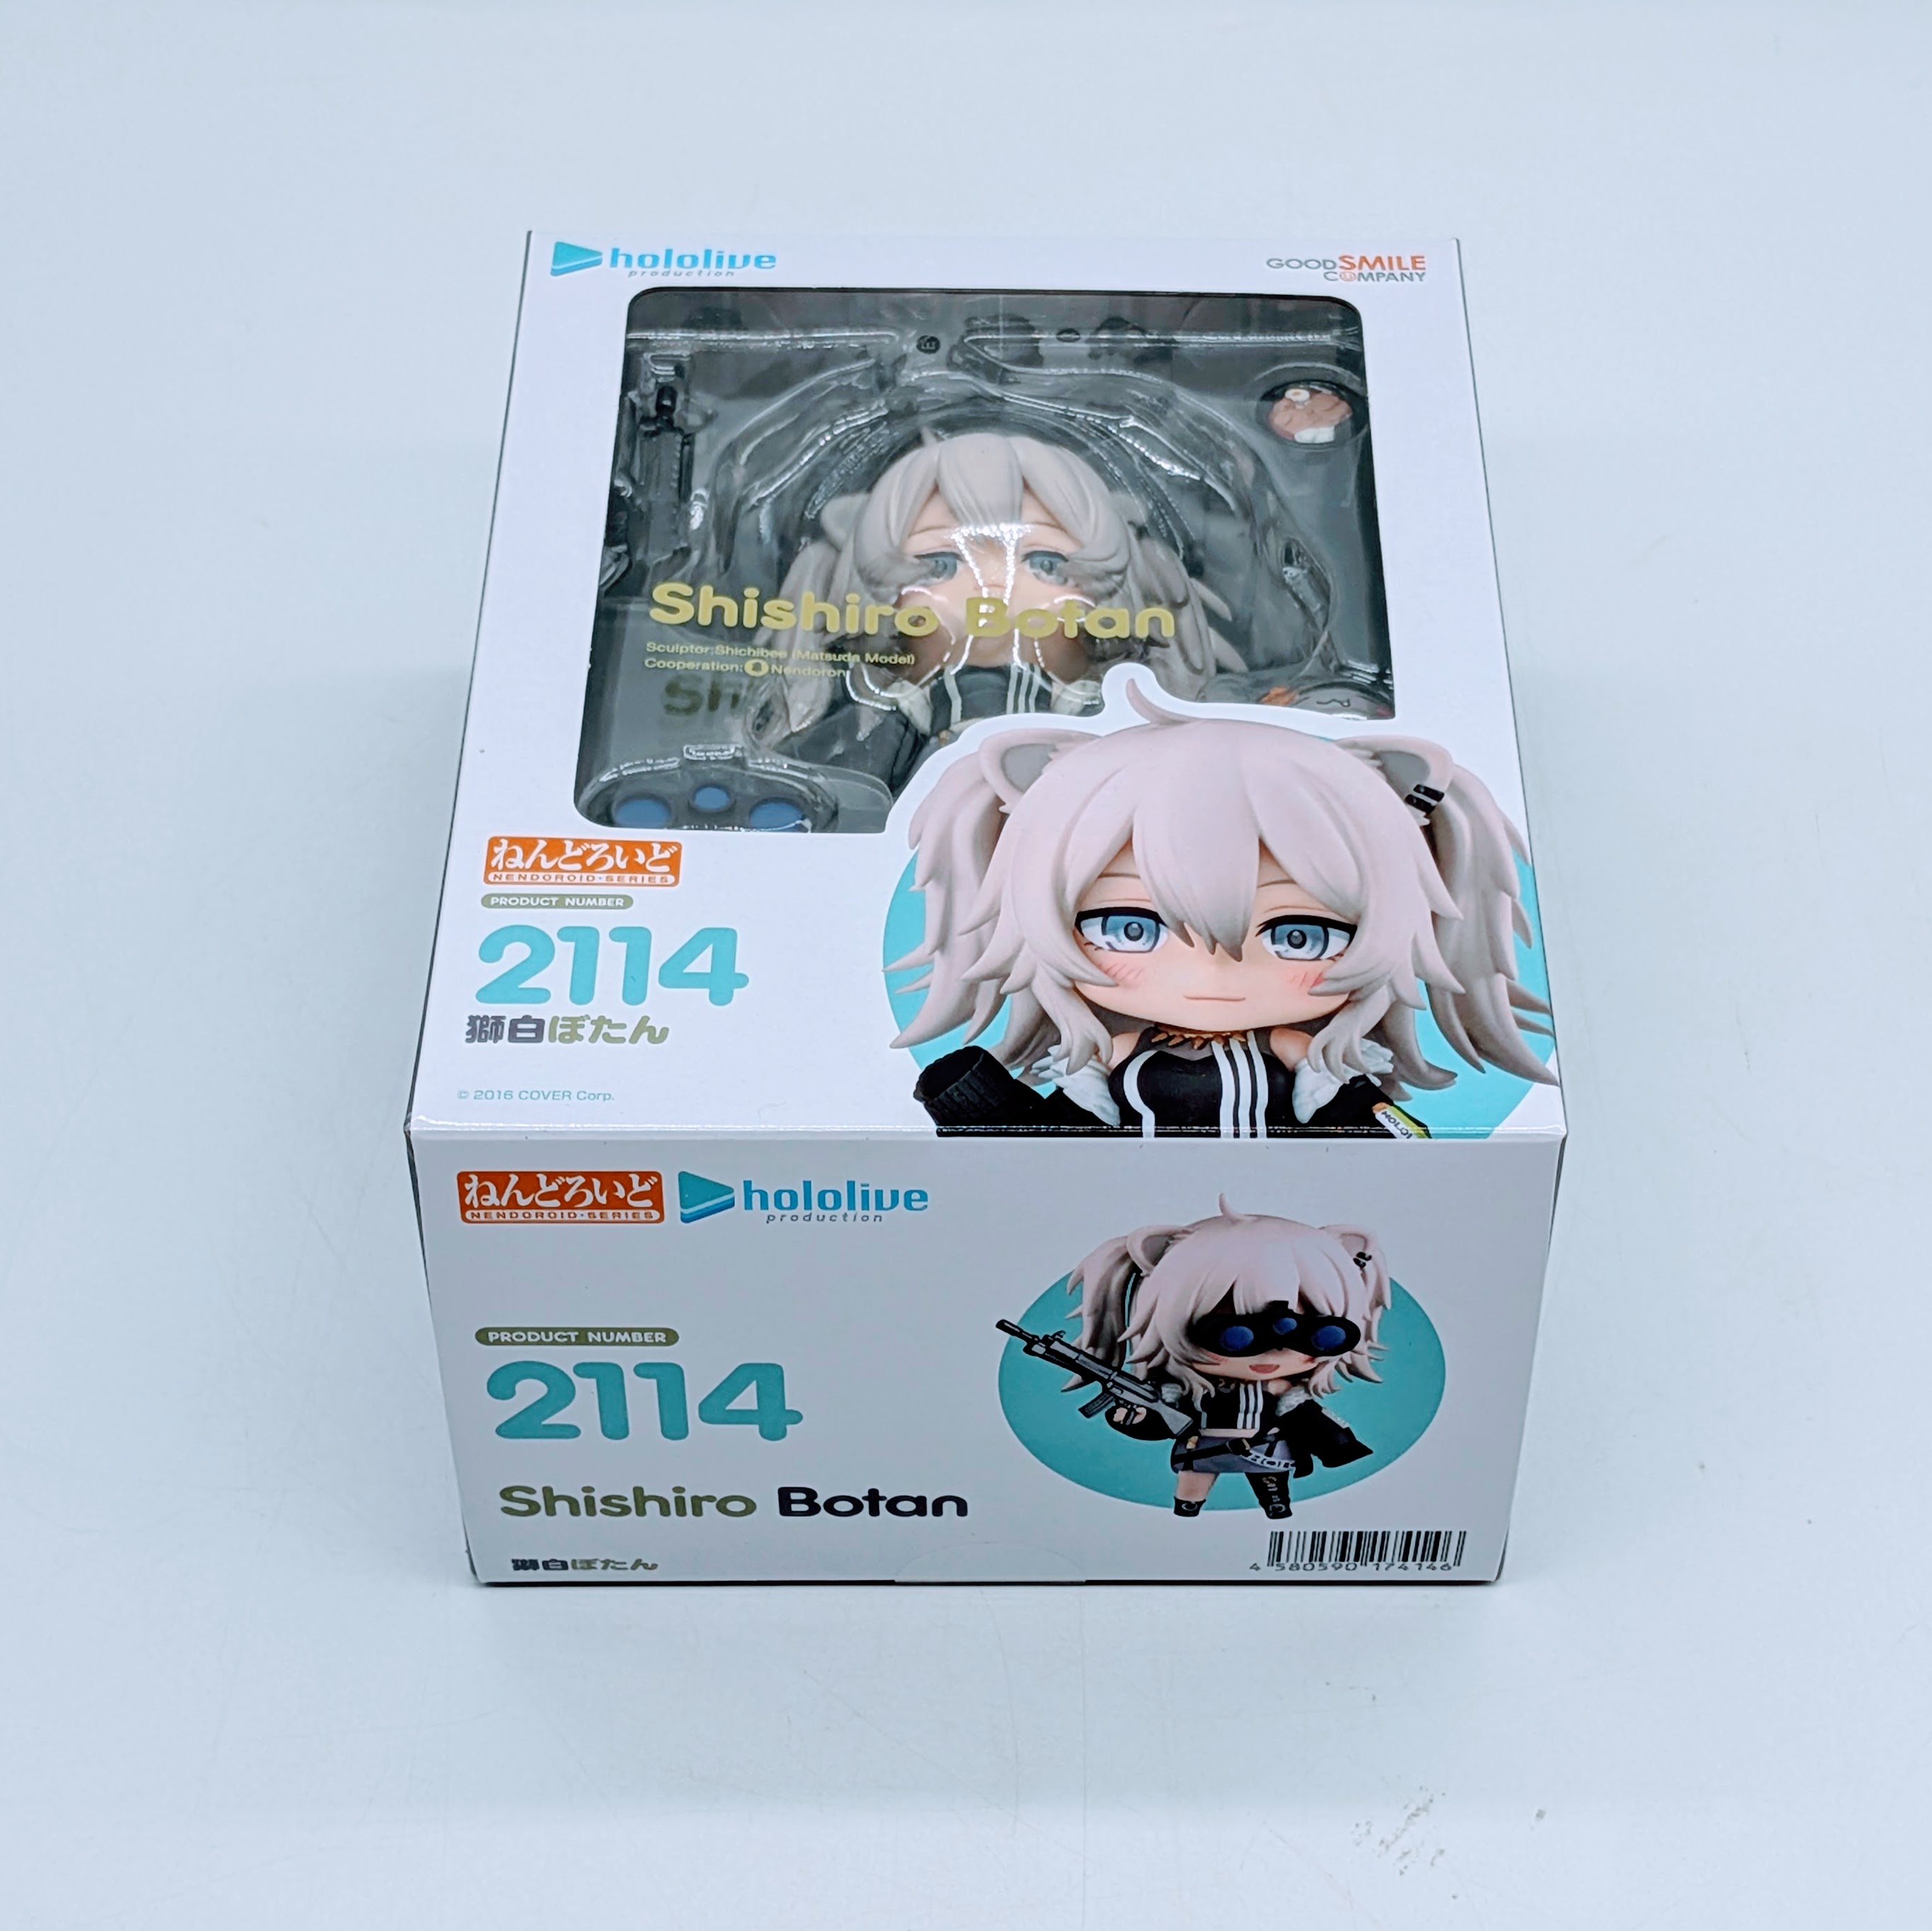 hololive
production
GOODSMILE
COMPANY
Shishiro Botan
Sculptor:Shichibee (Matsuda Model)
Cooperation: Nendoron
ねんどろいど
NENDOROID·SERIES
PRODUCT NUMBER
2114
獅白ぼたん
© 2016 COVER Corp.
ねんどろいど
NENDOROID·SERIES
hololive
production
PRODUCT NUMBER
2114
Shishiro Botan
獅白ぼたん
4 580590 174146